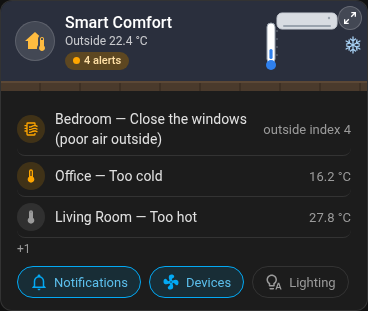 Smart Comfort
Outside 22.4 °C
4 alerts
Bedroom — Close the windows
(poor air outside)
outside index 4
Office — Too cold
16.2 °C
Living Room — Too hot
27.8 °C
+1
Notifications
Devices
A
Lighting